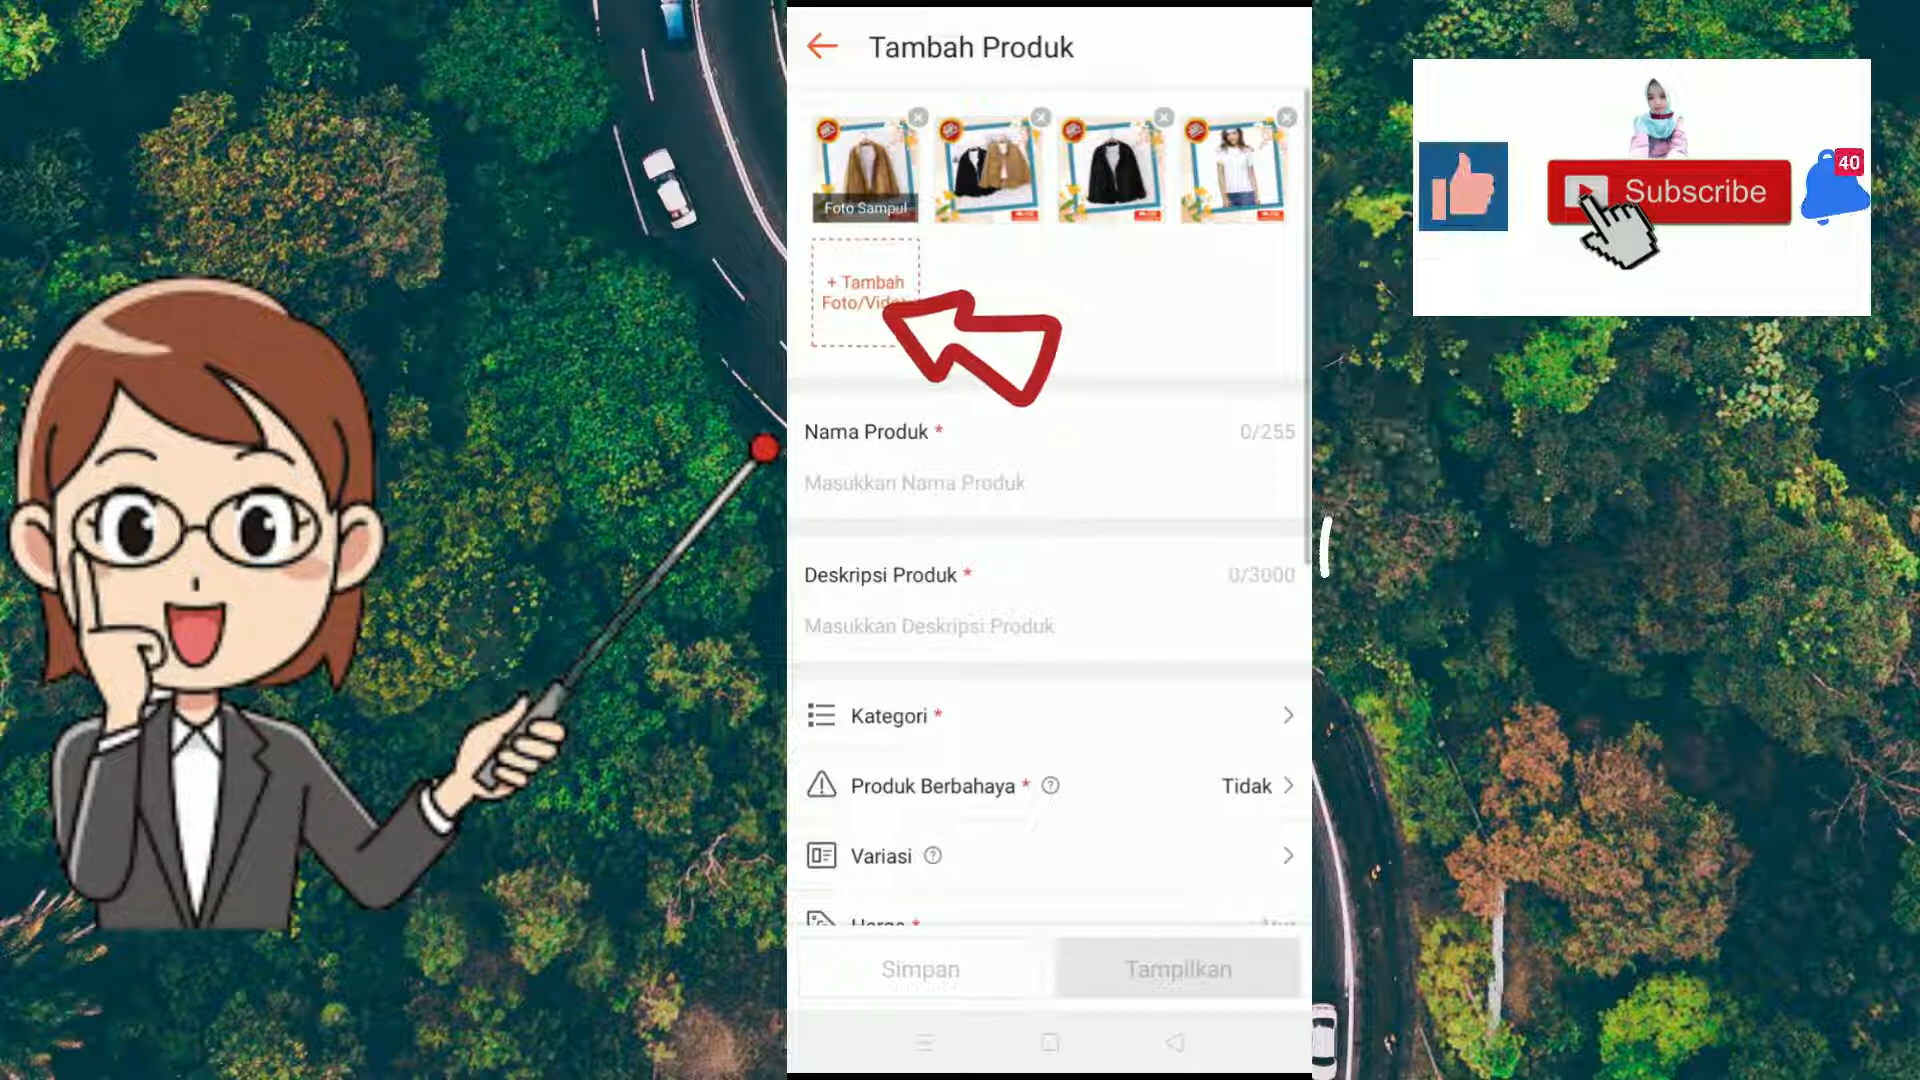 Tambah Produk
Foto Sampul
+ Tambah
Nama Produk *
0/255
Masukkan Nama Produk
Deskripsi Produk *
0/3000
Masukkan Deskripsi Produk
Kategori *
Produk Berbahaya * ?
Tidak
Variasi ?
Harga *
Simpan
Tampilkan
Subscribe
40